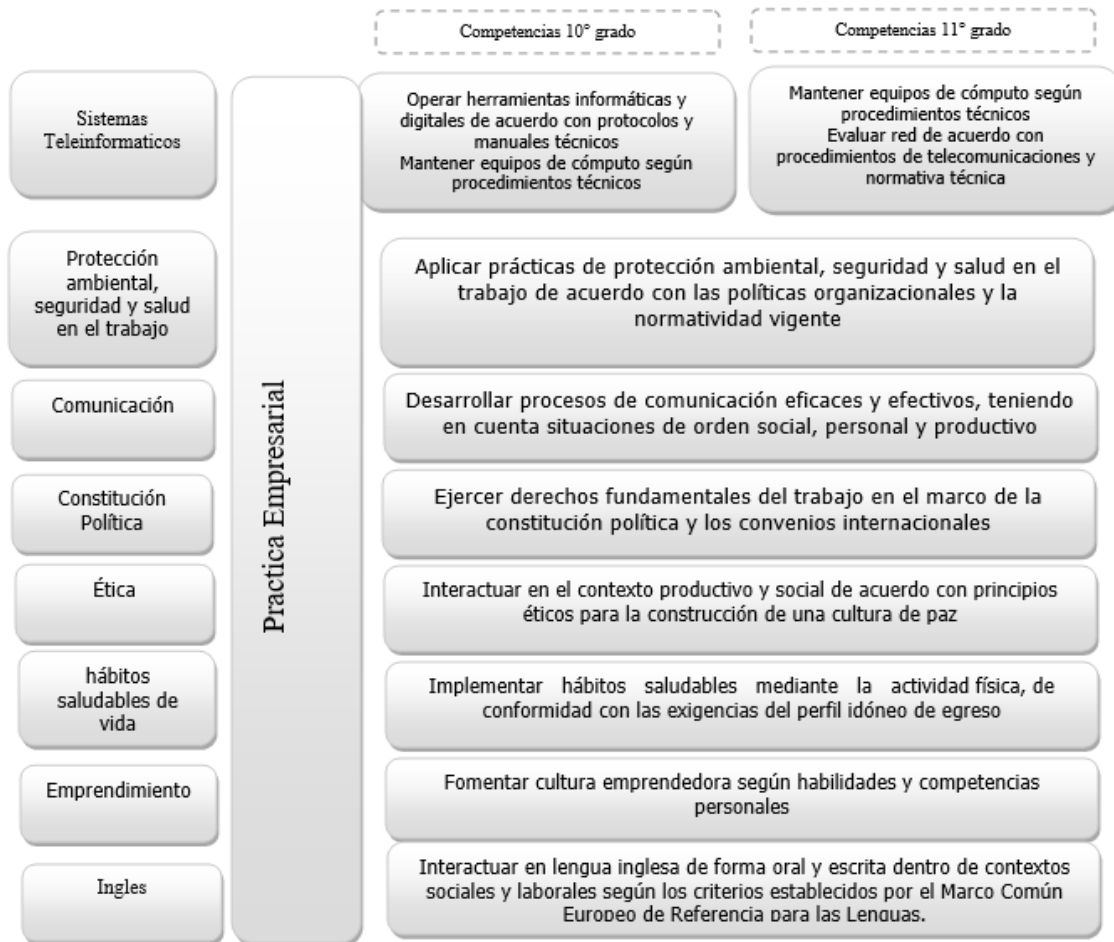 Competencias 10° grado
Competencias 11° grado
Sistemas
Teleinformaticos
Operar herramientas informáticas y
digitales de acuerdo con protocolos y
manuales técnicos
Mantener equipos de cómputo según
procedimientos técnicos
Mantener equipos de cómputo según
procedimientos técnicos
Evaluar red de acuerdo con
procedimientos de telecomunicaciones y
normativa técnica
Practica Empresarial
Protección
ambiental,
seguridad y salud
en el trabajo
Aplicar prácticas de protección ambiental, seguridad y salud en el
trabajo de acuerdo con las políticas organizacionales y la
normatividad vigente
Comunicación
Desarrollar procesos de comunicación eficaces y efectivos, teniendo
en cuenta situaciones de orden social, personal y productivo
Constitución
Política
Ejercer derechos fundamentales del trabajo en el marco de la
constitución política y los convenios internacionales
Ética
Interactuar en el contexto productivo y social de acuerdo con principios
éticos para la construcción de una cultura de paz
hábitos
saludables de
vida
Implementar hábitos saludables mediante la actividad física, de
conformidad con las exigencias del perfil idóneo de egreso
Emprendimiento
Fomentar cultura emprendedora según habilidades y competencias
personales
Ingles
Interactuar en lengua inglesa de forma oral y escrita dentro de contextos
sociales y laborales según los criterios establecidos por el Marco Común
Europeo de Referencia para las Lenguas.